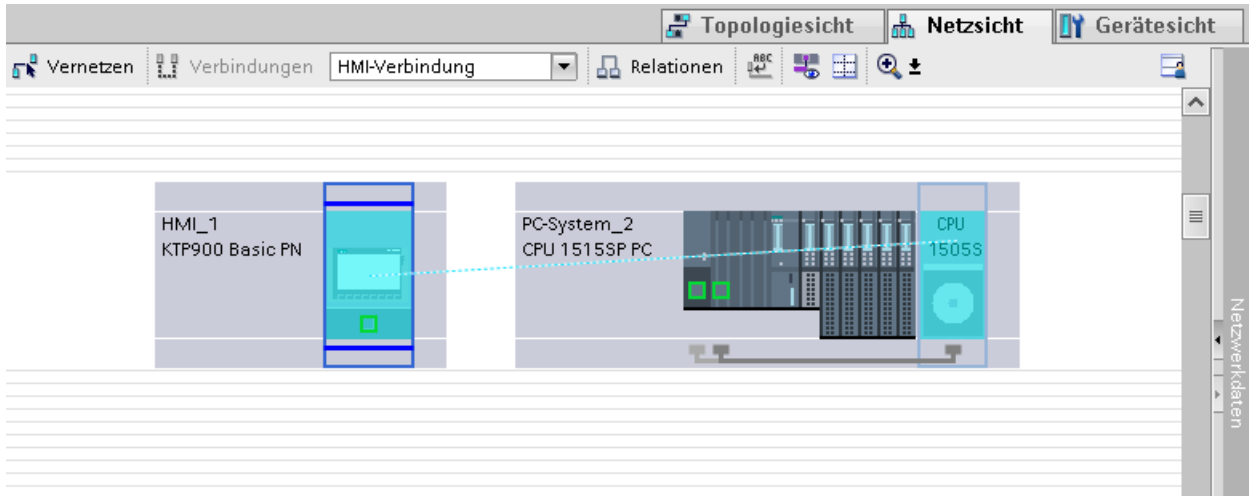 Topologiesicht Netzsicht Gerätesicht
Vernetzen Verbindungen HMI-Verbindung Relationen ABC
HMI_1
KTP900 Basic PN
PC-System_2
CPU 1515SP PC
CPU
1505S
Netzwerkdaten